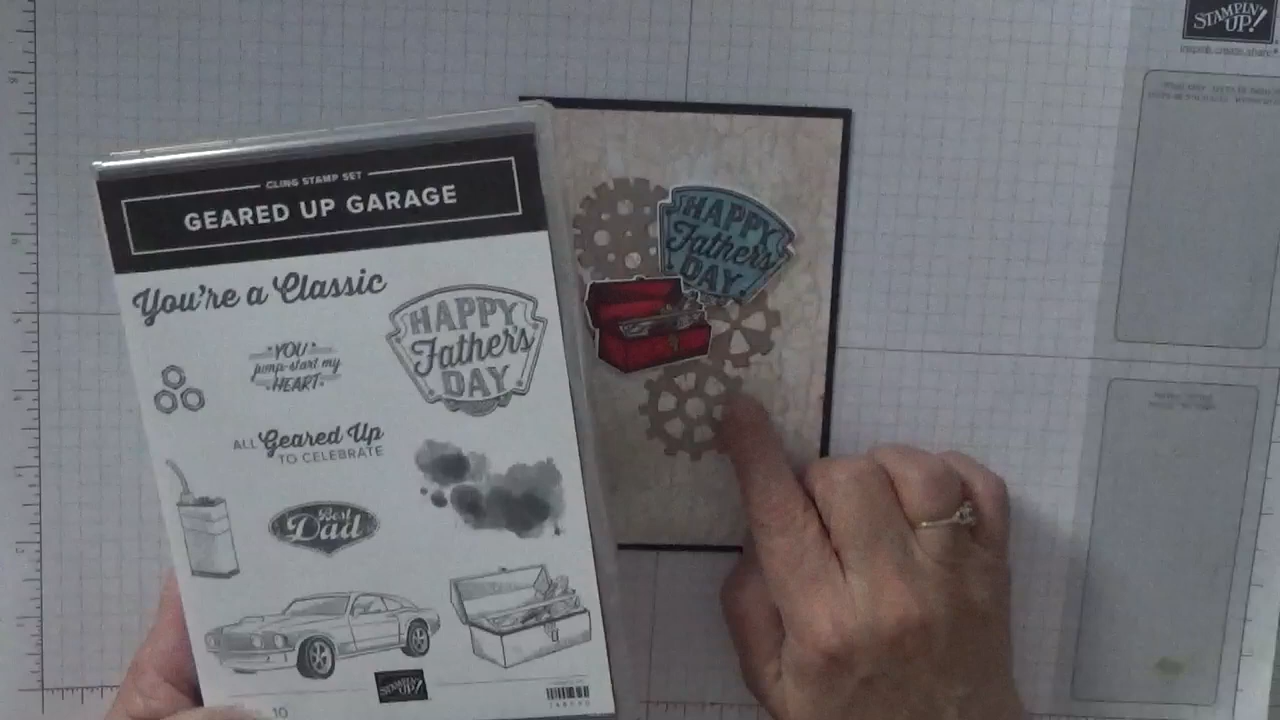 CLING STAMP SET
GEARED UP GARAGE
You're a Classic
HAPPY
Father's
DAY
YOU
jump-start my
HEART
ALL Geared Up
TO CELEBRATE
Best
Dad
STAMPIN'
UP!
10
HAPPY
Father's
DAY
STAMPIN'
UP!
inspire.create.share